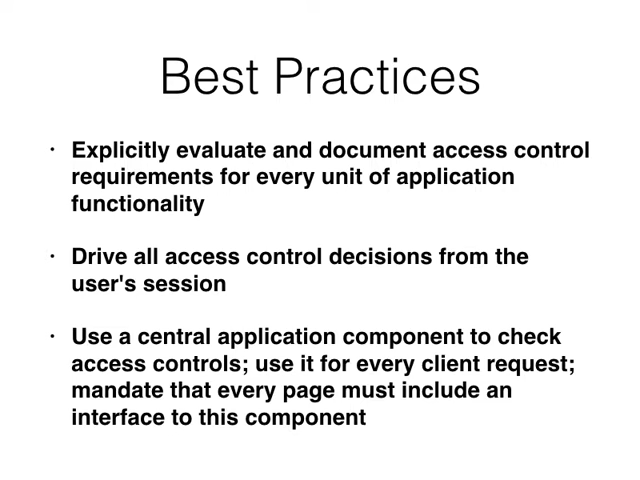 Best Practices
• Explicitly evaluate and document access control
requirements for every unit of application
functionality
• Drive all access control decisions from the
user's session
• Use a central application component to check
access controls; use it for every client request;
mandate that every page must include an
interface to this component